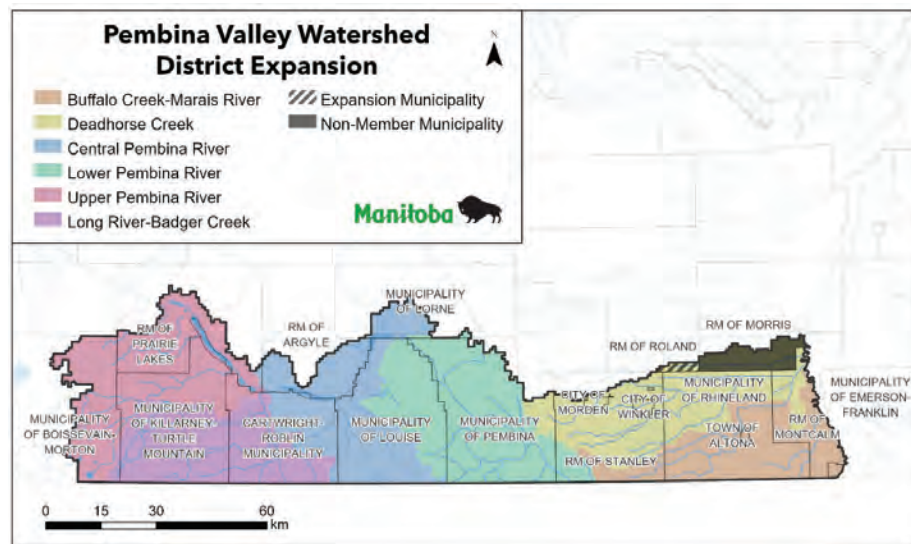 Pembina Valley Watershed
District Expansion
N
Buffalo Creek-Marais River
Deadhorse Creek
Central Pembina River
Lower Pembina River
Upper Pembina River
Long River-Badger Creek
Expansion Municipality
Non-Member Municipality
Manitoba
MUNICIPALITY
OF LORNE
RM OF
ARGYLE
RM OF
PRAIRIE
LAKES
RM OF MORRIS
RM OF ROLAND
MUNICIPALITY
OF BOISSEVAIN-
MORTON
MUNICIPALITY
OF KILLARNEY-
TURTLE
MOUNTAIN
CARTWRIGHT-
ROBLIN
MUNICIPALITY
MUNICIPALITY
OF LOUISE
MUNICIPALITY
OF PEMBINA
CITY OF
MORDEN
CITY OF
WINKLER
MUNICIPALITY
OF RHINELAND
MUNICIPALITY
OF EMERSON-
FRANKLIN
RM OF STANLEY
TOWN OF
ALTONA
RM OF
MONTCALM
0 15 30 60
km